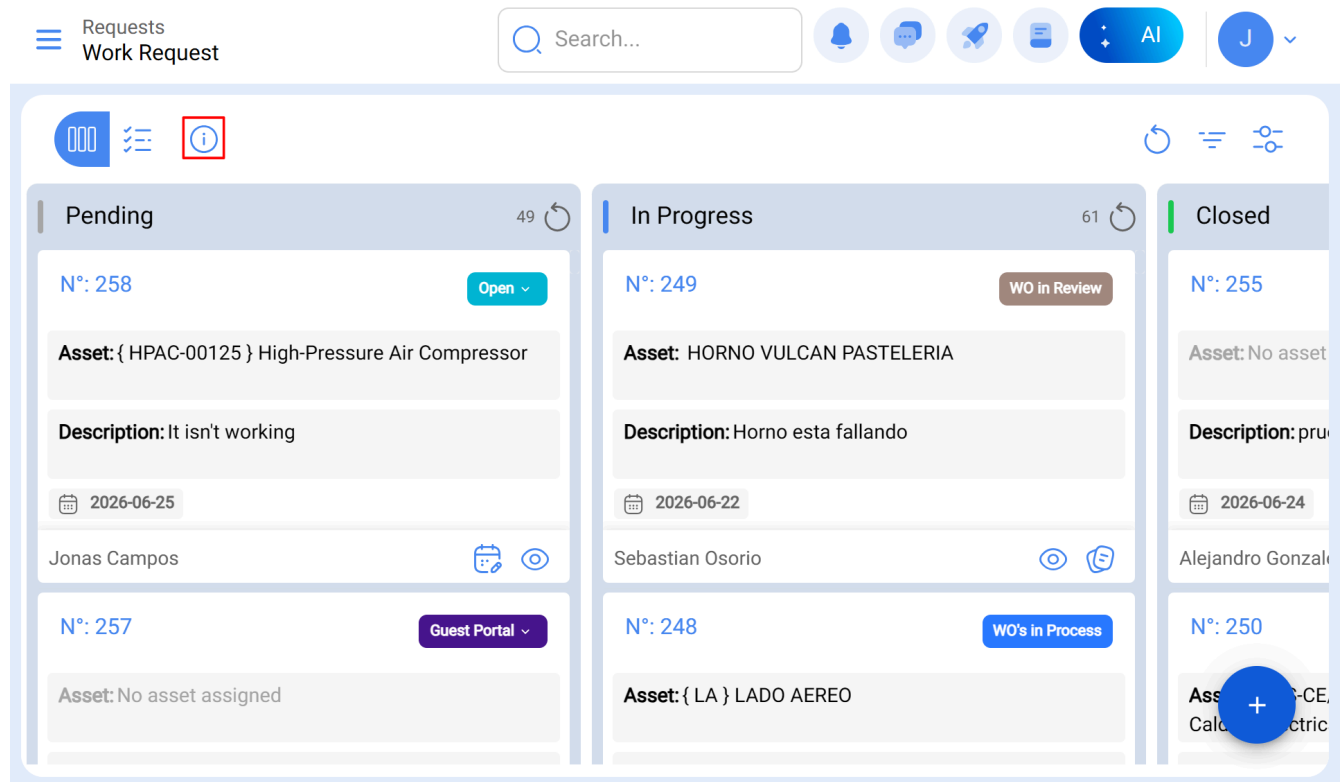 Requests
Work Request
Search...
AI
J
Pending
49
N°: 258
Open
Asset: { HPAC-00125 } High-Pressure Air Compressor
Description: It isn't working
2026-06-25
Jonas Campos
N°: 257
Guest Portal
Asset: No asset assigned
In Progress
61
N°: 249
WO in Review
Asset: HORNO VULCAN PASTELERIA
Description: Horno esta fallando
2026-06-22
Sebastian Osorio
N°: 248
WO's in Process
Asset: { LA } LADO AEREO
Closed
N°: 255
Asset: No asset
Description:
2026-06-24
Alejandro
N°: 250
+